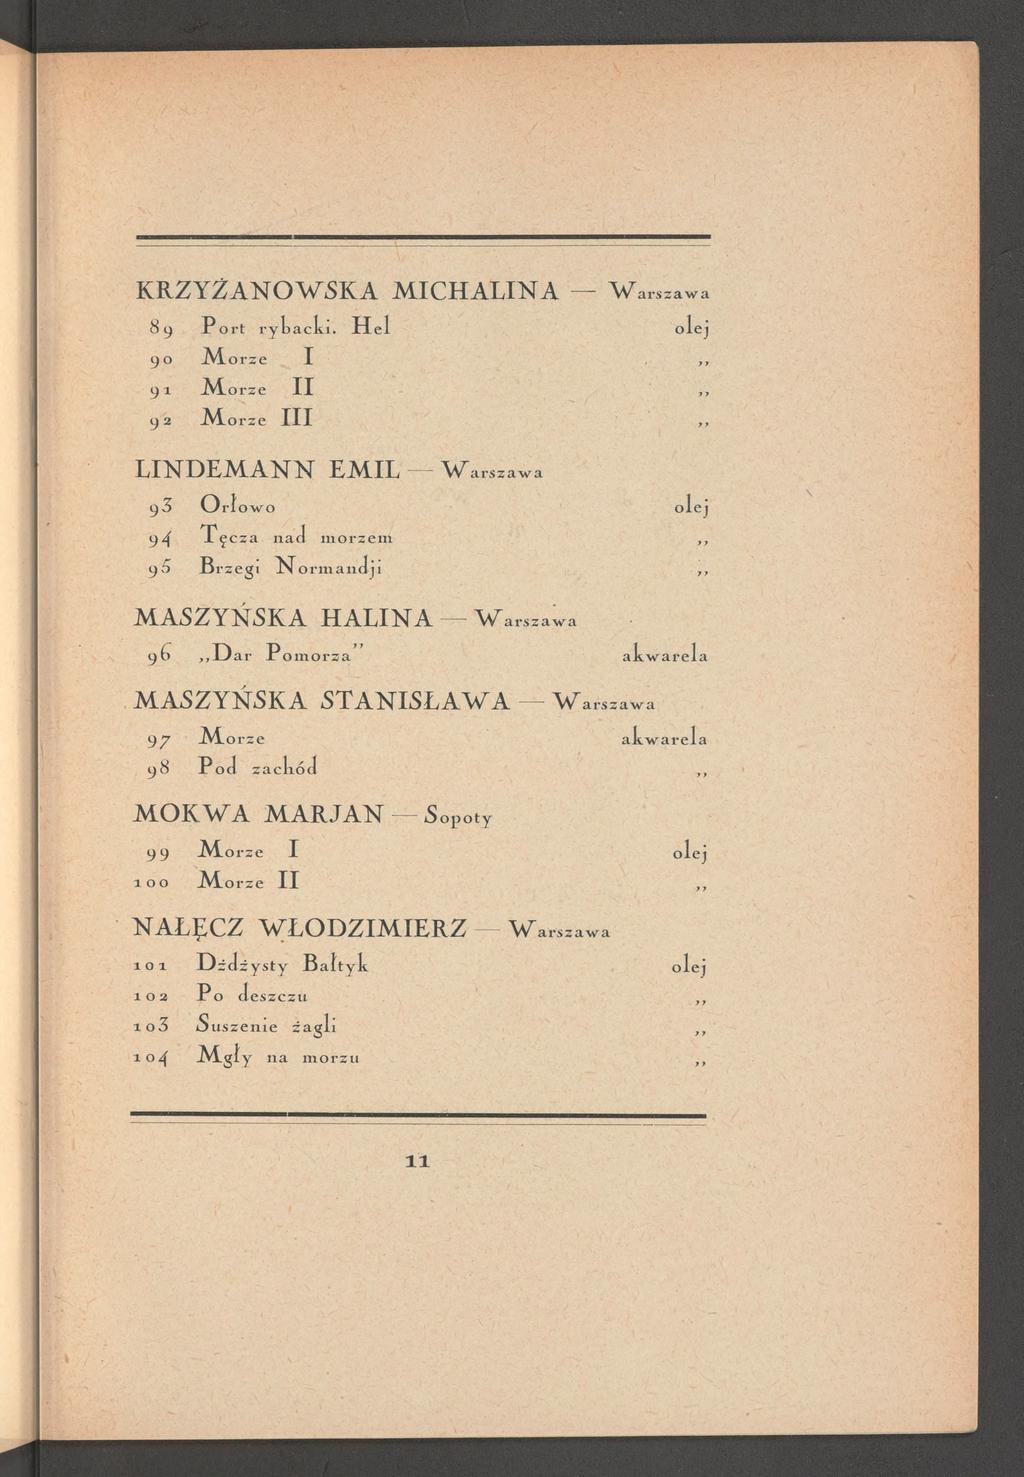 KRZYŻANOWSKA MICHALINA — Warszawa
89 Port rybacki. Hel olej
90 Morze I ,,
91 Morze II ,,
92 Morze III ,,
LINDEMANN EMIL — Warszawa
93 Orłowo olej
94 Tęcza nad morzem ,,
95 Brzegi Normandji ,,
MASZYŃSKA HALINA — Warszawa
96 ,,Dar Pomorza" akwarela
MASZYŃSKA STANISŁAWA — Warszawa
97 Morze akwarela
98 Pod zachód ,,
MOKWA MARJAN — Sopoty
99 Morze I olej
100 Morze II ,,
NAŁĘCZ WŁODZIMIERZ — Warszawa
101 Dżdżysty Bałtyk olej
102 Po deszczu ,,
103 Suszenie żagli ,,
104 Mgły na morzu ,,
11